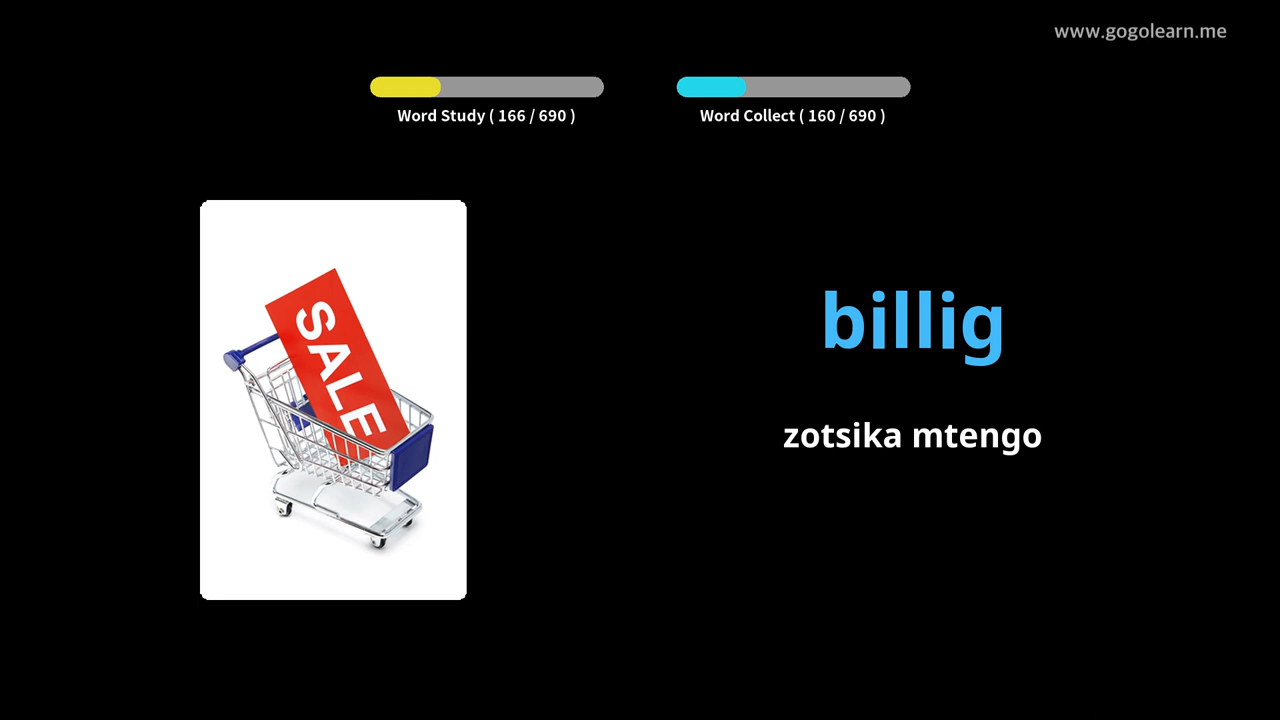 www.gogolearn.me
Word Study ( 166 / 690 )
Word Collect ( 160 / 690 )
SALE
billig
zotsika mtengo